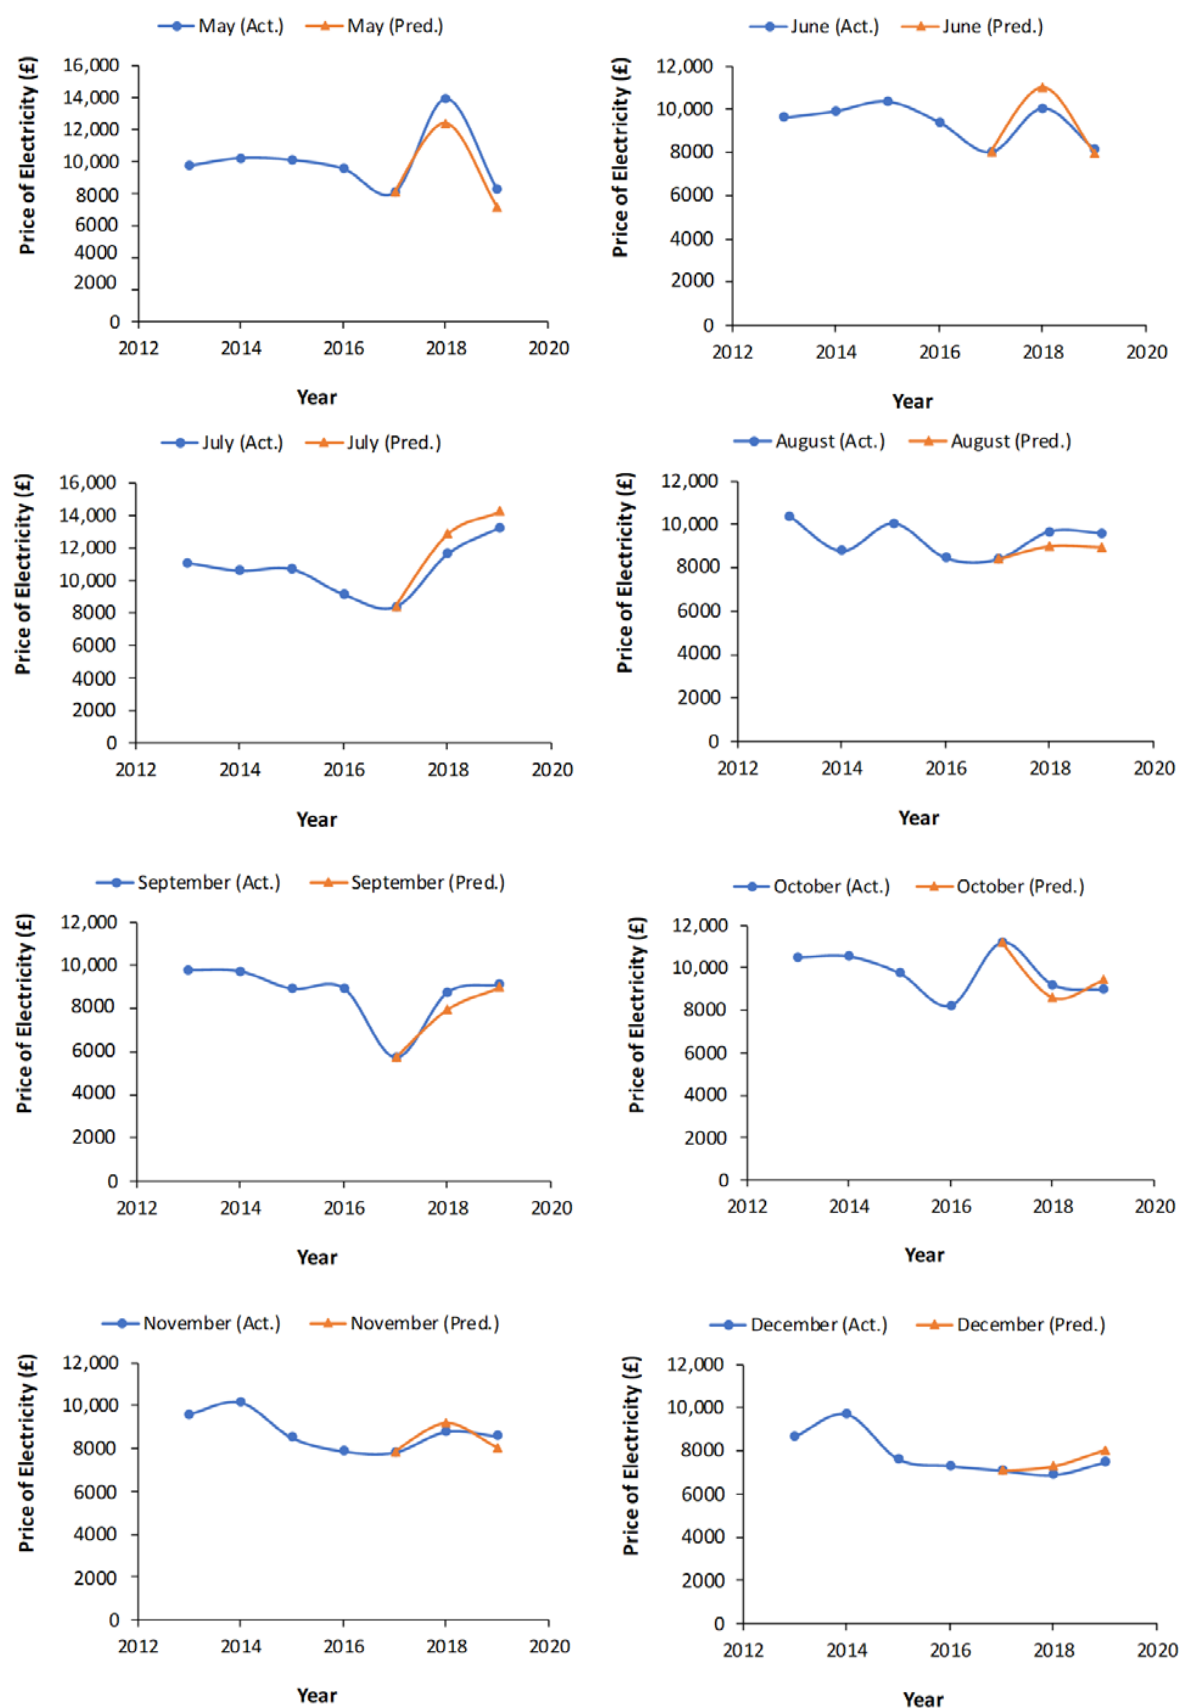 May (Act.) May (Pred.)
Price of Electricity (£)
16,000
14,000
12,000
10,000
8000
6000
4000
2000
0
2012 2014 2016 2018 2020
Year
June (Act.) June (Pred.)
Price of Electricity (£)
12,000
10,000
8000
6000
4000
2000
0
2012 2014 2016 2018 2020
Year
July (Act.) July (Pred.)
Price of Electricity (£)
16,000
14,000
12,000
10,000
8000
6000
4000
2000
0
2012 2014 2016 2018 2020
Year
August (Act.) August (Pred.)
Price of Electricity (£)
12,000
10,000
8000
6000
4000
2000
0
2012 2014 2016 2018 2020
Year
September (Act.) September (Pred.)
Price of Electricity (£)
12,000
10,000
8000
6000
4000
2000
0
2012 2014 2016 2018 2020
Year
October (Act.) October (Pred.)
Price of Electricity (£)
12,000
10,000
8000
6000
4000
2000
0
2012 2014 2016 2018 2020
Year
November (Act.) November (Pred.)
Price of Electricity (£)
12,000
10,000
8000
6000
4000
2000
0
2012 2014 2016 2018 2020
Year
December (Act.) December (Pred.)
Price of Electricity (£)
12,000
10,000
8000
6000
4000
2000
0
2012 2014 2016 2018 2020
Year